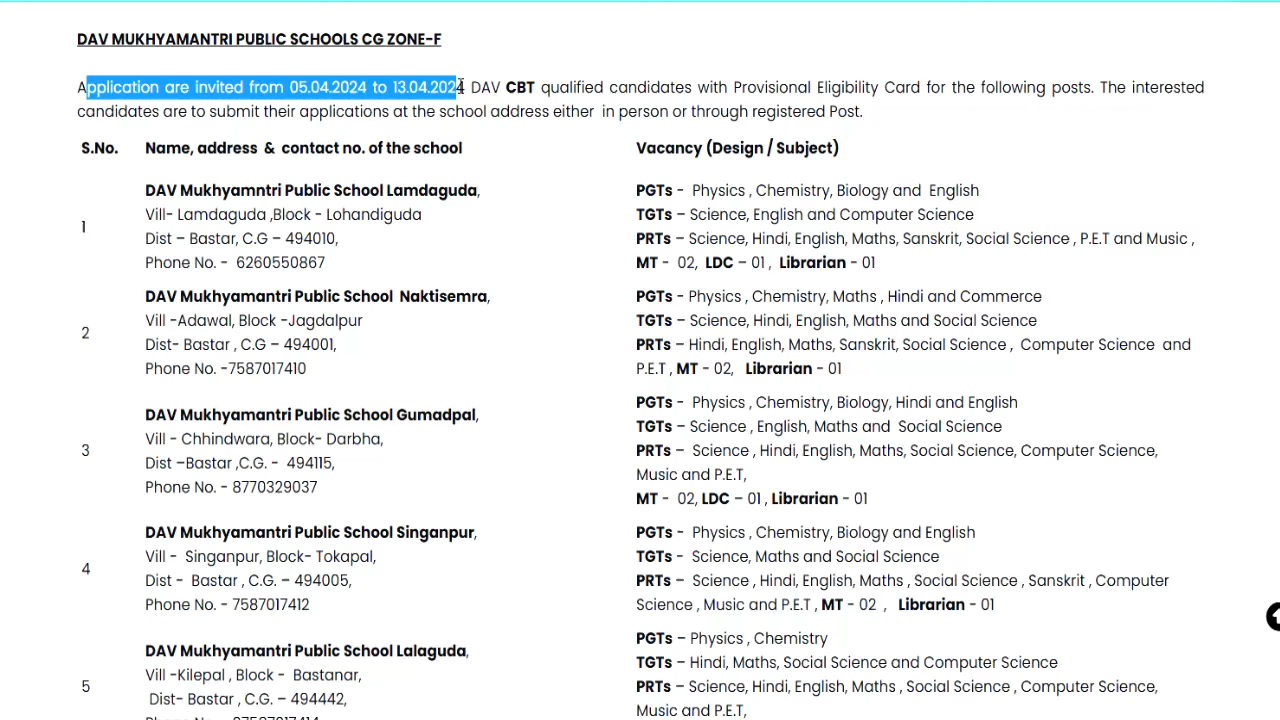 DAV MUKHYAMANTRI PUBLIC SCHOOLS CG ZONE-F
Application are invited from 05.04.2024 to 13.04.2024 DAV CBT qualified candidates with Provisional Eligibility Card for the following posts. The interested
candidates are to submit their applications at the school address either in person or through registered Post.
S.No. Name, address & contact no. of the school Vacancy (Design / Subject)
1
DAV Mukhyamntri Public School Lamdaguda,
Vill- Lamdaguda ,Block - Lohandiguda
Dist – Bastar, C.G – 494010,
Phone No. - 6260550867
PGTs - Physics , Chemistry, Biology and English
TGTs – Science, English and Computer Science
PRTs – Science, Hindi, English, Maths, Sanskrit, Social Science , P.E.T and Music ,
MT - 02, LDC – 01 , Librarian - 01
2
DAV Mukhyamantri Public School Naktisemra,
Vill -Adawal, Block -Jagdalpur
Dist- Bastar , C.G – 494001,
Phone No. -7587017410
PGTs - Physics , Chemistry, Maths , Hindi and Commerce
TGTs – Science, Hindi, English, Maths and Social Science
PRTs – Hindi, English, Maths, Sanskrit, Social Science , Computer Science and
P.E.T , MT - 02, Librarian - 01
3
DAV Mukhyamantri Public School Gumadpal,
Vill - Chhindwara, Block- Darbha,
Dist –Bastar ,C.G. - 494115,
Phone No. - 8770329037
PGTs - Physics , Chemistry, Biology, Hindi and English
TGTs – Science , English, Maths and Social Science
PRTs – Science , Hindi, English, Maths, Social Science, Computer Science,
Music and P.E.T,
MT - 02, LDC – 01 , Librarian - 01
4
DAV Mukhyamantri Public School Singanpur,
Vill - Singanpur, Block- Tokapal,
Dist - Bastar , C.G. – 494005,
Phone No. - 7587017412
PGTs - Physics , Chemistry, Biology and English
TGTs - Science, Maths and Social Science
PRTs – Science , Hindi, English, Maths , Social Science , Sanskrit , Computer
Science , Music and P.E.T , MT - 02 , Librarian - 01
5
DAV Mukhyamantri Public School Lalaguda,
Vill -Kilepal , Block - Bastanar,
Dist- Bastar , C.G. – 494442,
PGTs – Physics , Chemistry
TGTs – Hindi, Maths, Social Science and Computer Science
PRTs – Science, Hindi, English, Maths , Social Science , Computer Science,
Music and P.E.T,